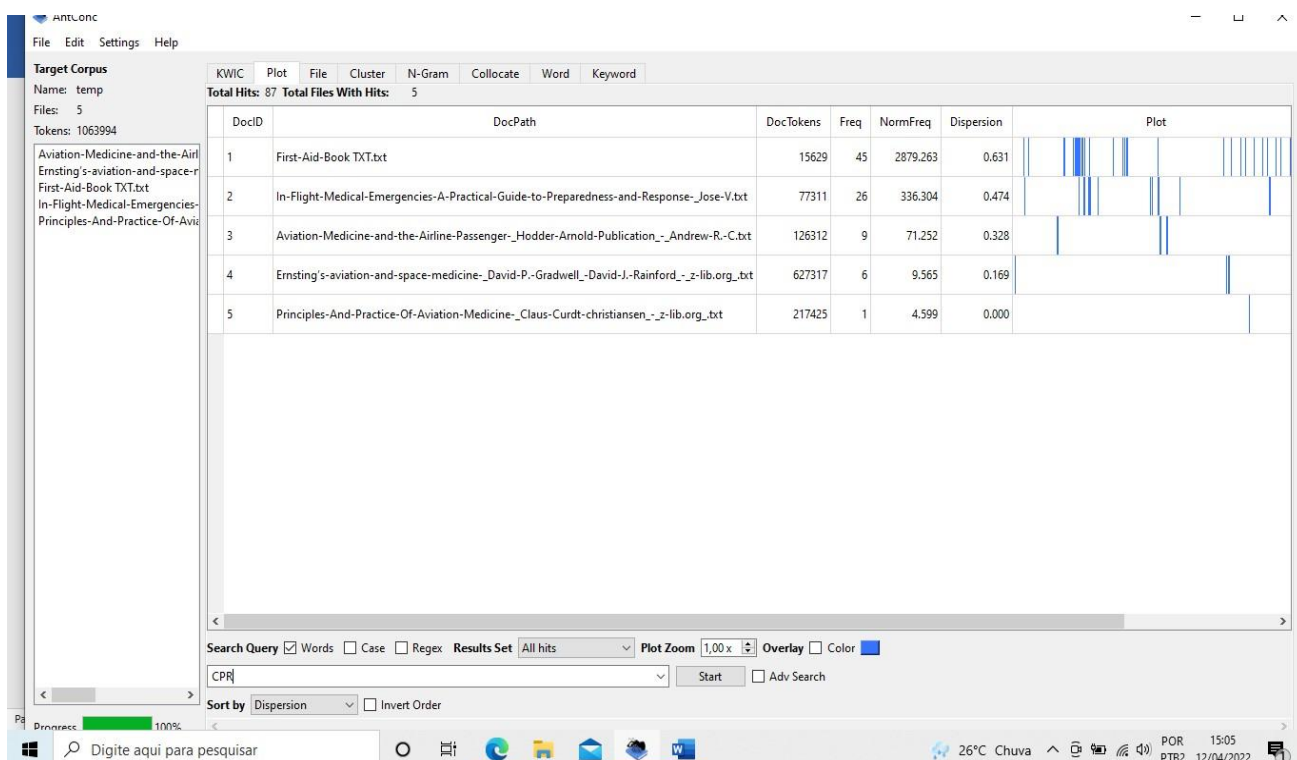 AntConc
File Edit Settings Help
Target Corpus
Name: temp
Files: 5
Tokens: 1063994
Aviation-Medicine-and-the-Airl
Ernsting's-aviation-and-space-r
First-Aid-Book TXT.txt
In-Flight-Medical-Emergencies-
Principles-And-Practice-Of-Avia
KWIC Plot File Cluster N-Gram Collocate Word Keyword
Total Hits: 87 Total Files With Hits: 5
DocID DocPath DocTokens Freq NormFreq Dispersion Plot
1 First-Aid-Book TXT.txt 15629 45 2879.263 0.631
2 In-Flight-Medical-Emergencies-A-Practical-Guide-to-Preparedness-and-Response-_Jose-V.txt 77311 26 336.304 0.474
3 Aviation-Medicine-and-the-Airline-Passenger-_Hodder-Arnold-Publication_-_Andrew-R.-C.txt 126312 9 71.252 0.328
4 Ernsting's-aviation-and-space-medicine-_David-P.-Gradwell_-David-J.-Rainford_-_z-lib.org_.txt 627317 6 9.565 0.169
5 Principles-And-Practice-Of-Aviation-Medicine-_Claus-Curdt-christiansen_-_z-lib.org_.txt 217425 1 4.599 0.000
Search Query Words Case Regex Results Set All hits Plot Zoom 1,00 x Overlay Color
CPR Start Adv Search
Sort by Dispersion Invert Order
Pa
Progress 100%
Digite aqui para pesquisar
26°C Chuva
POR
PTB2
15:05
12/04/2022